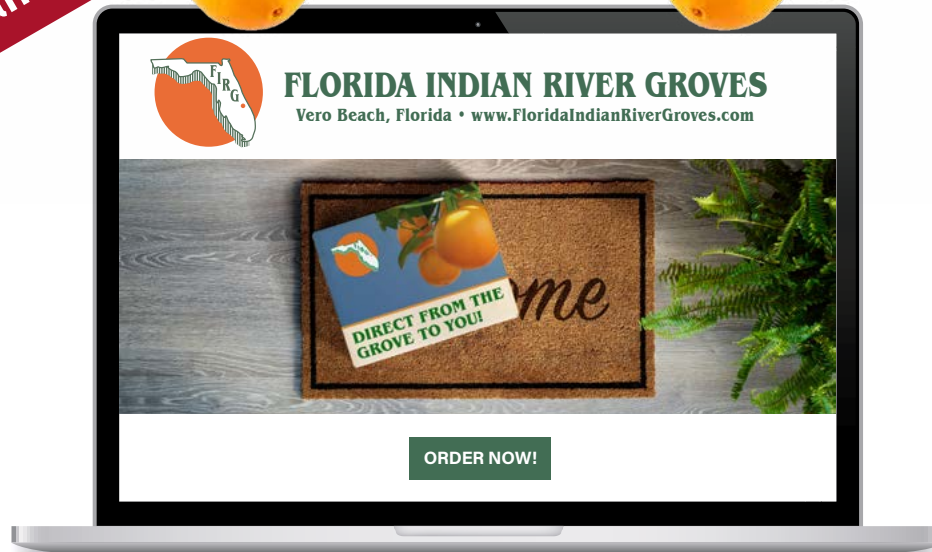 FIRG
FLORIDA INDIAN RIVER GROVES
Vero Beach, Florida • www.FloridaIndianRiverGroves.com
ome
DIRECT FROM THE
GROVE TO YOU!
ORDER NOW!